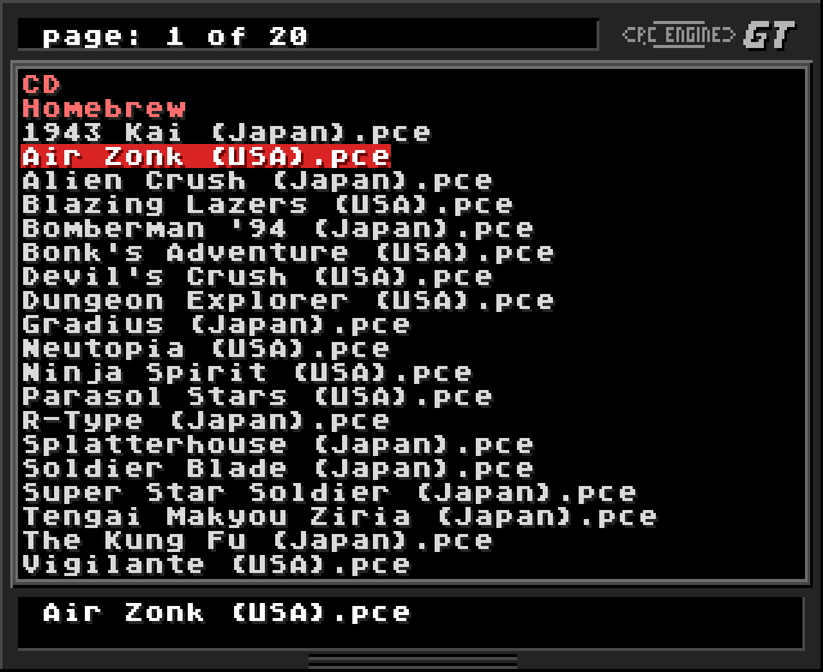 page: 1 of 20
PC ENGINE GT
CD
Homebrew
1943 Kai (Japan).pce
Air Zonk (USA).pce
Alien Crush (Japan).pce
Blazing Lazers (USA).pce
Bomberman '94 (Japan).pce
Bonk's Adventure (USA).pce
Devil's Crush (USA).pce
Dungeon Explorer (USA).pce
Gradius (Japan).pce
Neutopia (USA).pce
Ninja Spirit (USA).pce
Parasol Stars (USA).pce
R-Type (Japan).pce
Splatterhouse (Japan).pce
Soldier Blade (Japan).pce
Super Star Soldier (Japan).pce
Tengai Makyou Ziria (Japan).pce
The Kung Fu (Japan).pce
Vigilante (USA).pce
Air Zonk (USA).pce